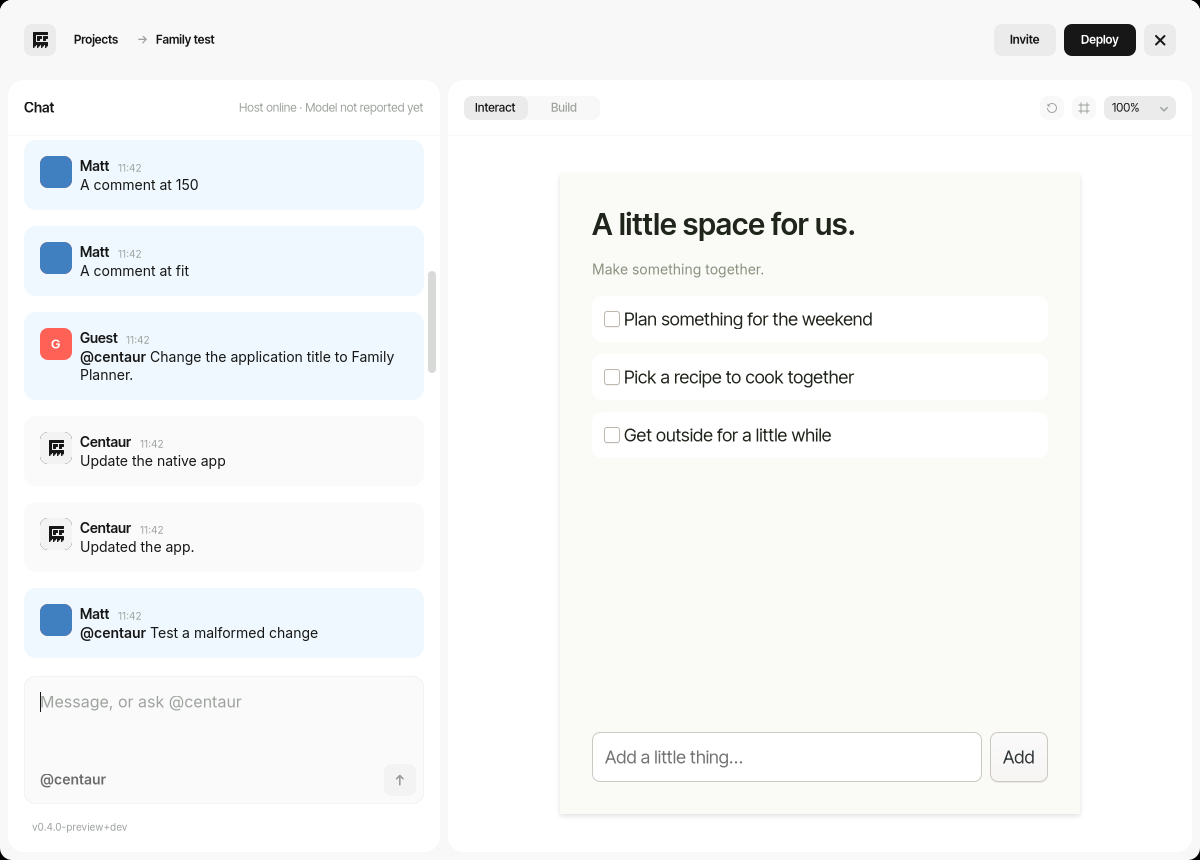 Projects → Family test
Invite
Deploy
Chat
Host online · Model not reported yet
Matt 11:42
A comment at 150
Matt 11:42
A comment at fit
G
Guest 11:42
@centaur Change the application title to Family
Planner.
Centaur 11:42
Update the native app
Centaur 11:42
Updated the app.
Matt 11:42
@centaur Test a malformed change
Message, or ask @centaur
@centaur
v0.4.0-preview+dev
Interact
Build
100%
A little space for us.
Make something together.
Plan something for the weekend
Pick a recipe to cook together
Get outside for a little while
Add a little thing...
Add